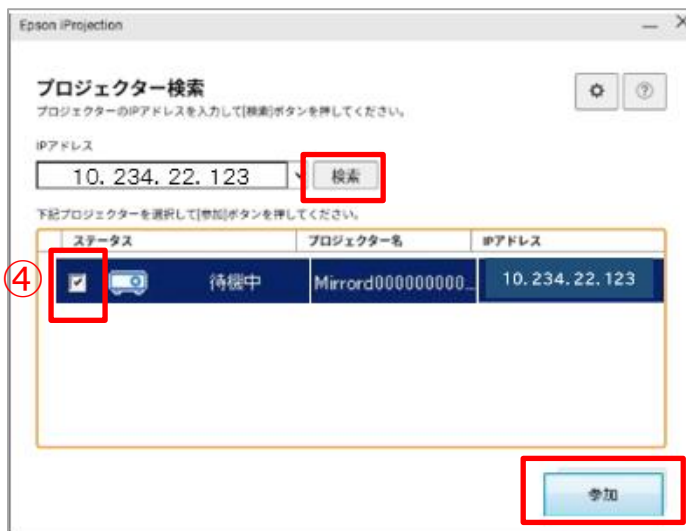 Epson iProjection
プロジェクター検索
プロジェクターのIPアドレスを入力して[検索]ボタンを押してください。
IPアドレス
10. 234. 22. 123
検索
下記プロジェクターを選択して[参加]ボタンを押してください。
ステータス プロジェクター名 IPアドレス
④ 待機中 Mirrord000000000... 10.234.22.123
参加